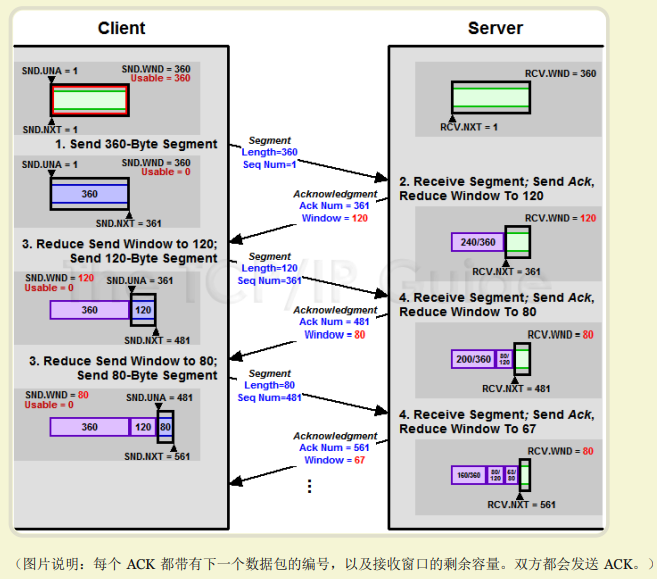 Client
Server
SND.UNA = 1
SND.WND = 360
Usable = 360
SND.NXT = 1
RCV.WND = 360
RCV.NXT = 1
1. Send 360-Byte Segment
Segment
Length=360
Seq Num=1
SND.UNA = 1
SND.WND = 360
Usable = 0
360
SND.NXT = 361
2. Receive Segment; Send Ack,
Reduce Window To 120
Acknowledgment
Ack Num = 361
Window = 120
RCV.WND = 120
240/360
RCV.NXT = 361
3. Reduce Send Window to 120;
Send 120-Byte Segment
Segment
Length=120
Seq Num=361
The TCP/IP Guide
SND.WND = 120
SND.UNA = 361
Usable = 0
360
120
SND.NXT = 481
4. Receive Segment; Send Ack,
Reduce Window To 80
Acknowledgment
Ack Num = 481
Window = 80
RCV.WND = 80
200/360
80/
120
RCV.NXT = 481
3. Reduce Send Window to 80;
Send 80-Byte Segment
Segment
Length=80
Seq Num=481
SND.WND = 80
SND.UNA = 481
Usable = 0
360
120
80
SND.NXT = 561
4. Receive Segment; Send Ack,
Reduce Window To 67
Acknowledgment
Ack Num = 561
Window = 67
RCV.WND = 80
160/360
80/
120
63/
80
RCV.NXT = 561
（图片说明：每个 ACK 都带有下一个数据包的编号，以及接收窗口的剩余容量。双方都会发送 ACK。）